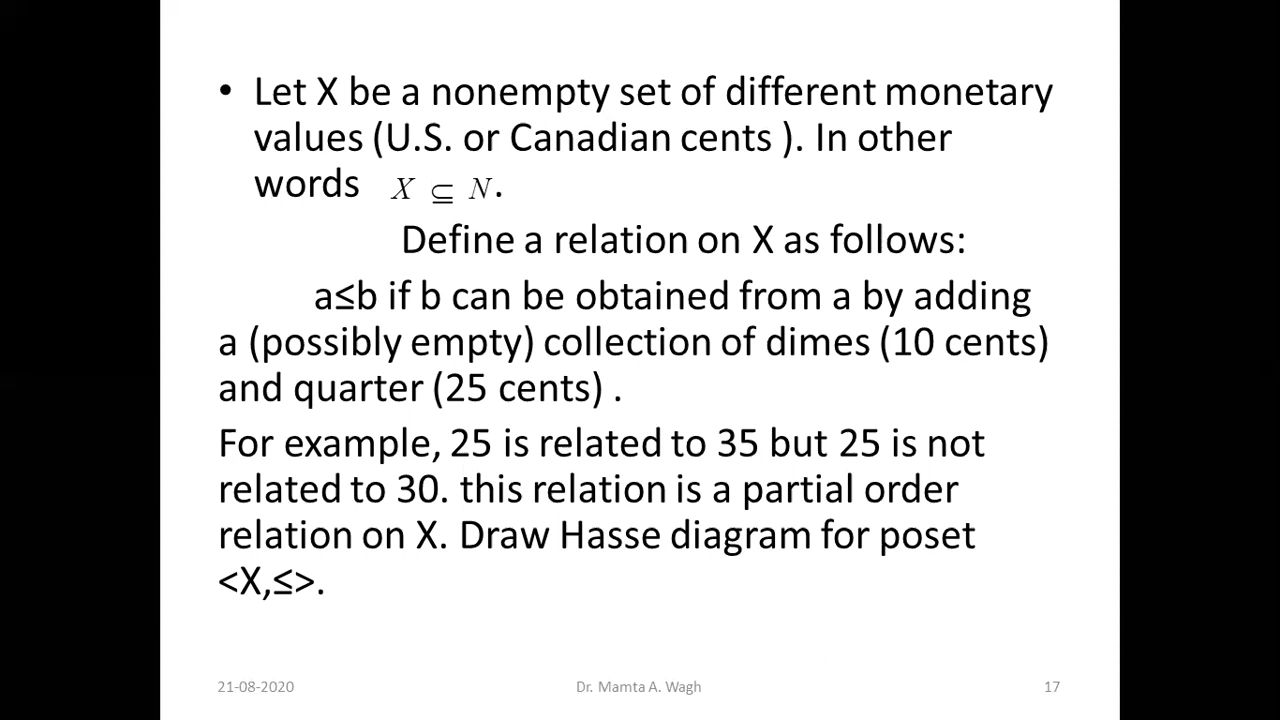 • Let X be a nonempty set of different monetary
values (U.S. or Canadian cents ). In other
words X ⊆ N.
Define a relation on X as follows:
a≤b if b can be obtained from a by adding
a (possibly empty) collection of dimes (10 cents)
and quarter (25 cents) .
For example, 25 is related to 35 but 25 is not
related to 30. this relation is a partial order
relation on X. Draw Hasse diagram for poset
<X,≤>.
21-08-2020 Dr. Mamta A. Wagh 17